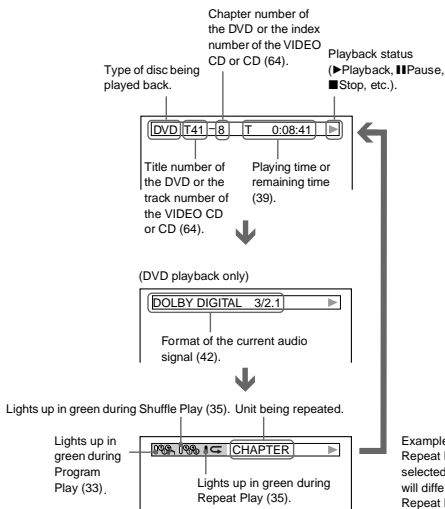 Chapter number of
the DVD or the index
number of the VIDEO
CD or CD (64).
Playback status
(▶Playback, ❚❚Pause,
■Stop, etc.).
Type of disc being
played back.
DVD T41 – 8 T 0:08:41 ▶
Title number of
the DVD or the
track number of
the VIDEO CD
or CD (64).
Playing time or
remaining time
(39).
(DVD playback only)
DOLBY DIGITAL 3/2.1 ▶
Format of the current audio
signal (42).
Lights up in green during Shuffle Play (35). Unit being repeated.
Lights up in
green during
Program
Play (33).
CHAPTER ▶
Lights up in green during
Repeat Play (35).
Example
Repeat
selected
will diffe
Repeat